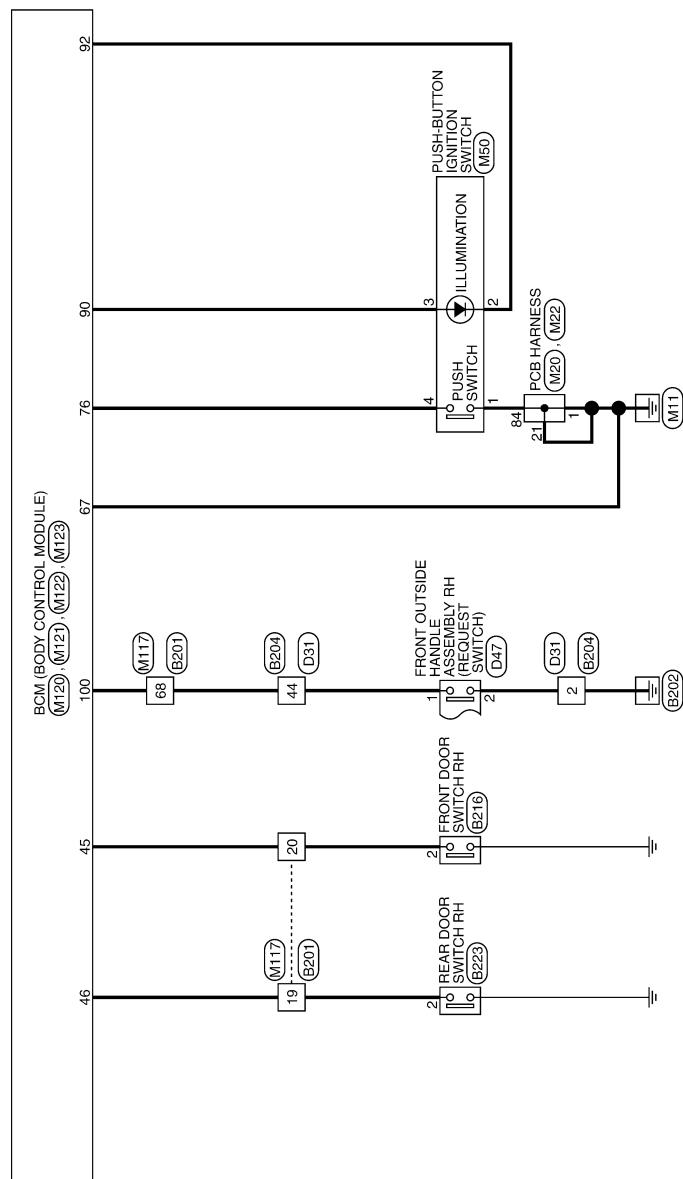 BCM (BODY CONTROL MODULE)
M120 , M121 , M122 , M123
46
45
100
67
76
90
92
M117
B201
19
20
M117
B201
68
B204
D31
44
REAR DOOR
SWITCH RH
B223
2
FRONT DOOR
SWITCH RH
B216
2
FRONT OUTSIDE
HANDLE
ASSEMBLY RH
(REQUEST
SWITCH)
D47
1
2
D31
B204
2
B202
PUSH-BUTTON
IGNITION
SWITCH
M50
4
3
PUSH
SWITCH
ILLUMINATION
1
2
PCB HARNESS
M20 , M22
84
21
1
M11